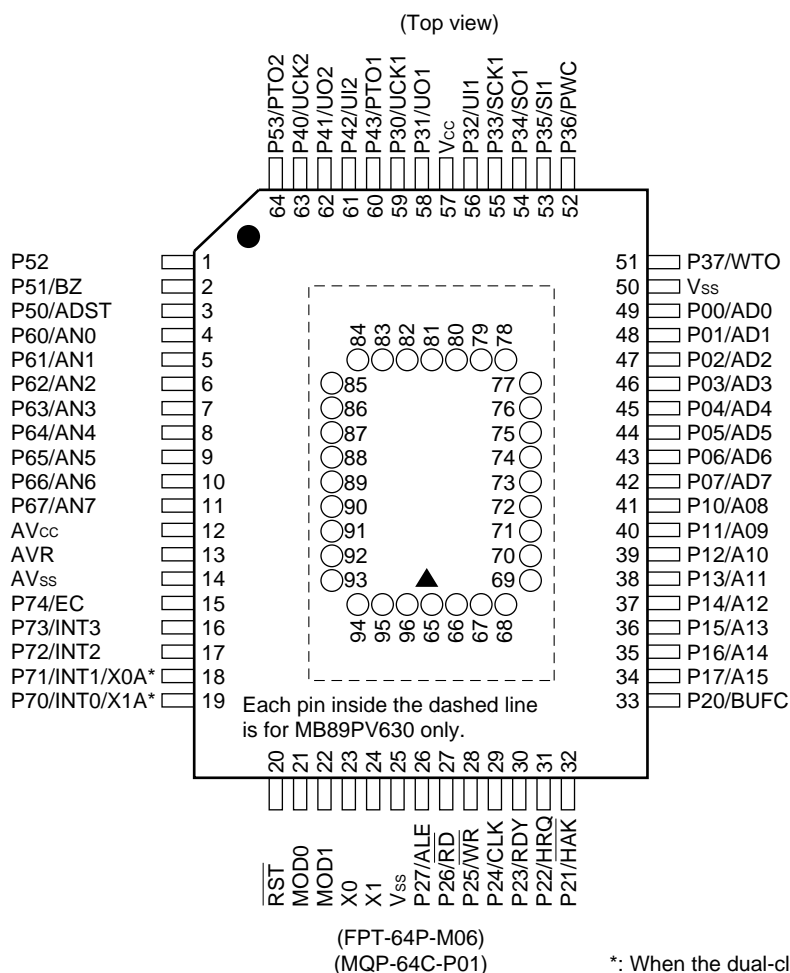 (Top view)
P53/PTO2
P40/UCK2
P41/UO2
P42/UI2
P43/PTO1
P30/UCK1
P31/UO1
Vcc
P32/UI1
P33/SCK1
P34/SO1
P35/SI1
P36/PWC
64 63 62 61 60 59 58 57 56 55 54 53 52
P52 1
P51/BZ 2
P50/ADST 3
P60/AN0 4
P61/AN1 5
P62/AN2 6
P63/AN3 7
P64/AN4 8
P65/AN5 9
P66/AN6 10
P67/AN7 11
AVcc 12
AVR 13
AVss 14
P74/EC 15
P73/INT3 16
P72/INT2 17
P71/INT1/X0A* 18
P70/INT0/X1A* 19
84 83 82 81 80 79 78
85 77
86 76
87 75
88 74
89 73
90 72
91 71
92 70
93 69
94 95 96 65 66 67 68
51 P37/WTO
50 Vss
49 P00/AD0
48 P01/AD1
47 P02/AD2
46 P03/AD3
45 P04/AD4
44 P05/AD5
43 P06/AD6
42 P07/AD7
41 P10/A08
40 P11/A09
39 P12/A10
38 P13/A11
37 P14/A12
36 P15/A13
35 P16/A14
34 P17/A15
33 P20/BUFC
Each pin inside the dashed line
is for MB89PV630 only.
20 21 22 23 24 25 26 27 28 29 30 31 32
RST
MOD0
MOD1
X0
X1
Vss
P27/ALE
P26/RD
P25/WR
P24/CLK
P23/RDY
P22/HRQ
P21/HAK
(FPT-64P-M06)
(MQP-64C-P01)
*: When the dual-cl